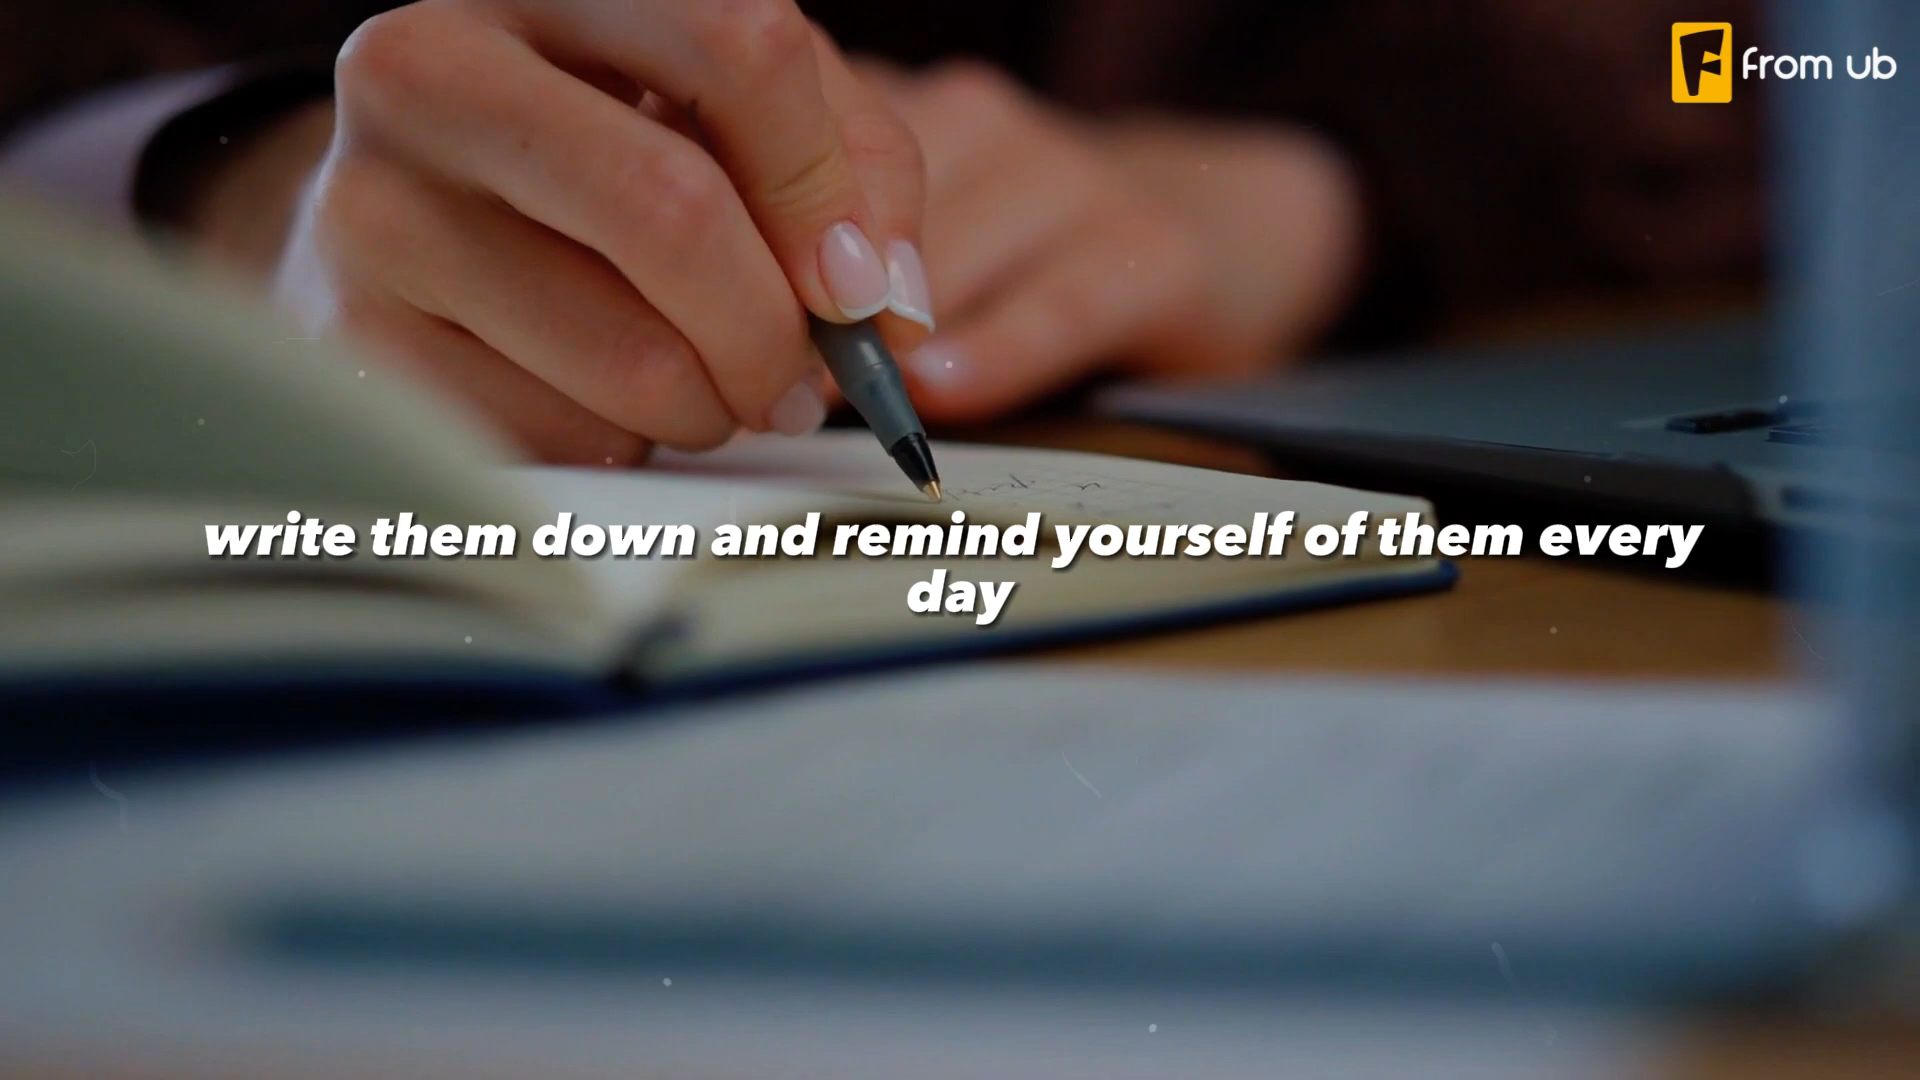 From ub
write them down and remind yourself of them every
day